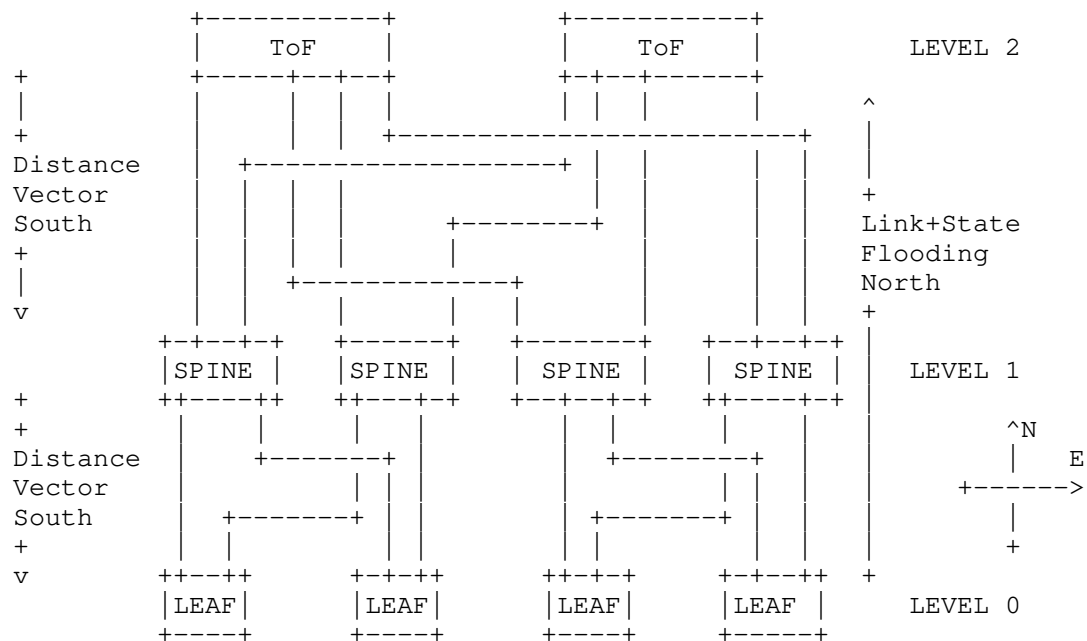 ToF ToF LEVEL 2
Distance
Vector
South Link+State
Flooding
North
SPINE SPINE SPINE SPINE LEVEL 1
^N
Distance E
Vector
South
v
LEAF LEAF LEAF LEAF LEVEL 0